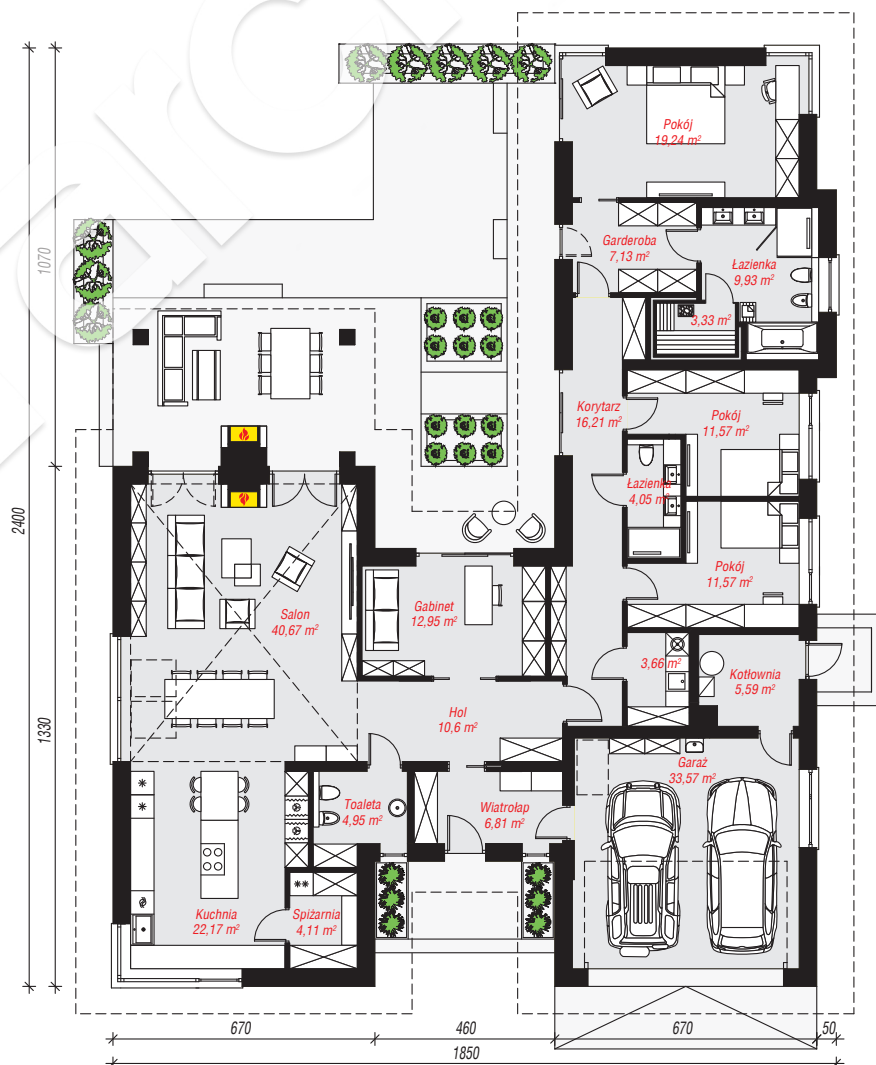 arc
Pokój
19,24 m²
Garderoba
7,13 m²
Łazienka
9,93 m²
3,33 m²
1070
Korytarz
16,21 m²
Pokój
11,57 m²
Łazienka
4,05 m²
2400
Pokój
11,57 m²
Gabinet
12,95 m²
Salon
40,67 m²
3,66 m²
Kotłownia
5,59 m²
1330
Hol
10,6 m²
Garaż
33,57 m²
Toaleta
4,95 m²
Wiatrołap
6,81 m²
Kuchnia
22,17 m²
Spiżarnia
4,11 m²
670
460
670
50
1850